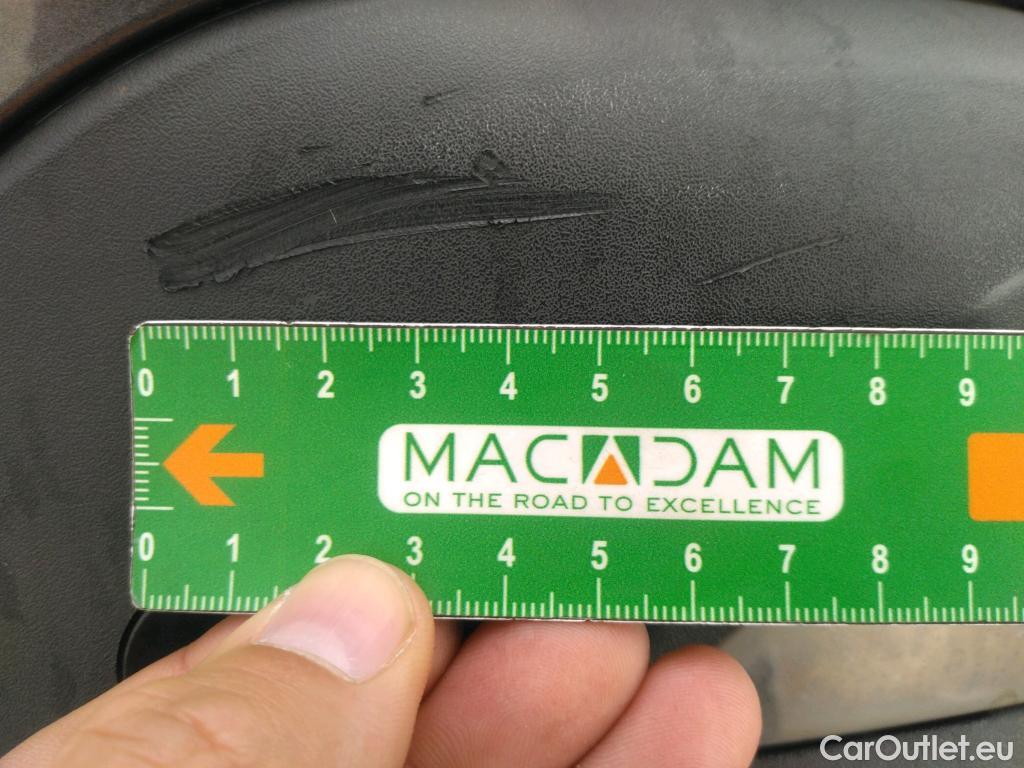 0 1 2 3 4 5 6 7 8 9
MACADAM
ON THE ROAD TO EXCELLENCE
0 1 2 3 4 5 6 7 8 9
CarOutlet.eu